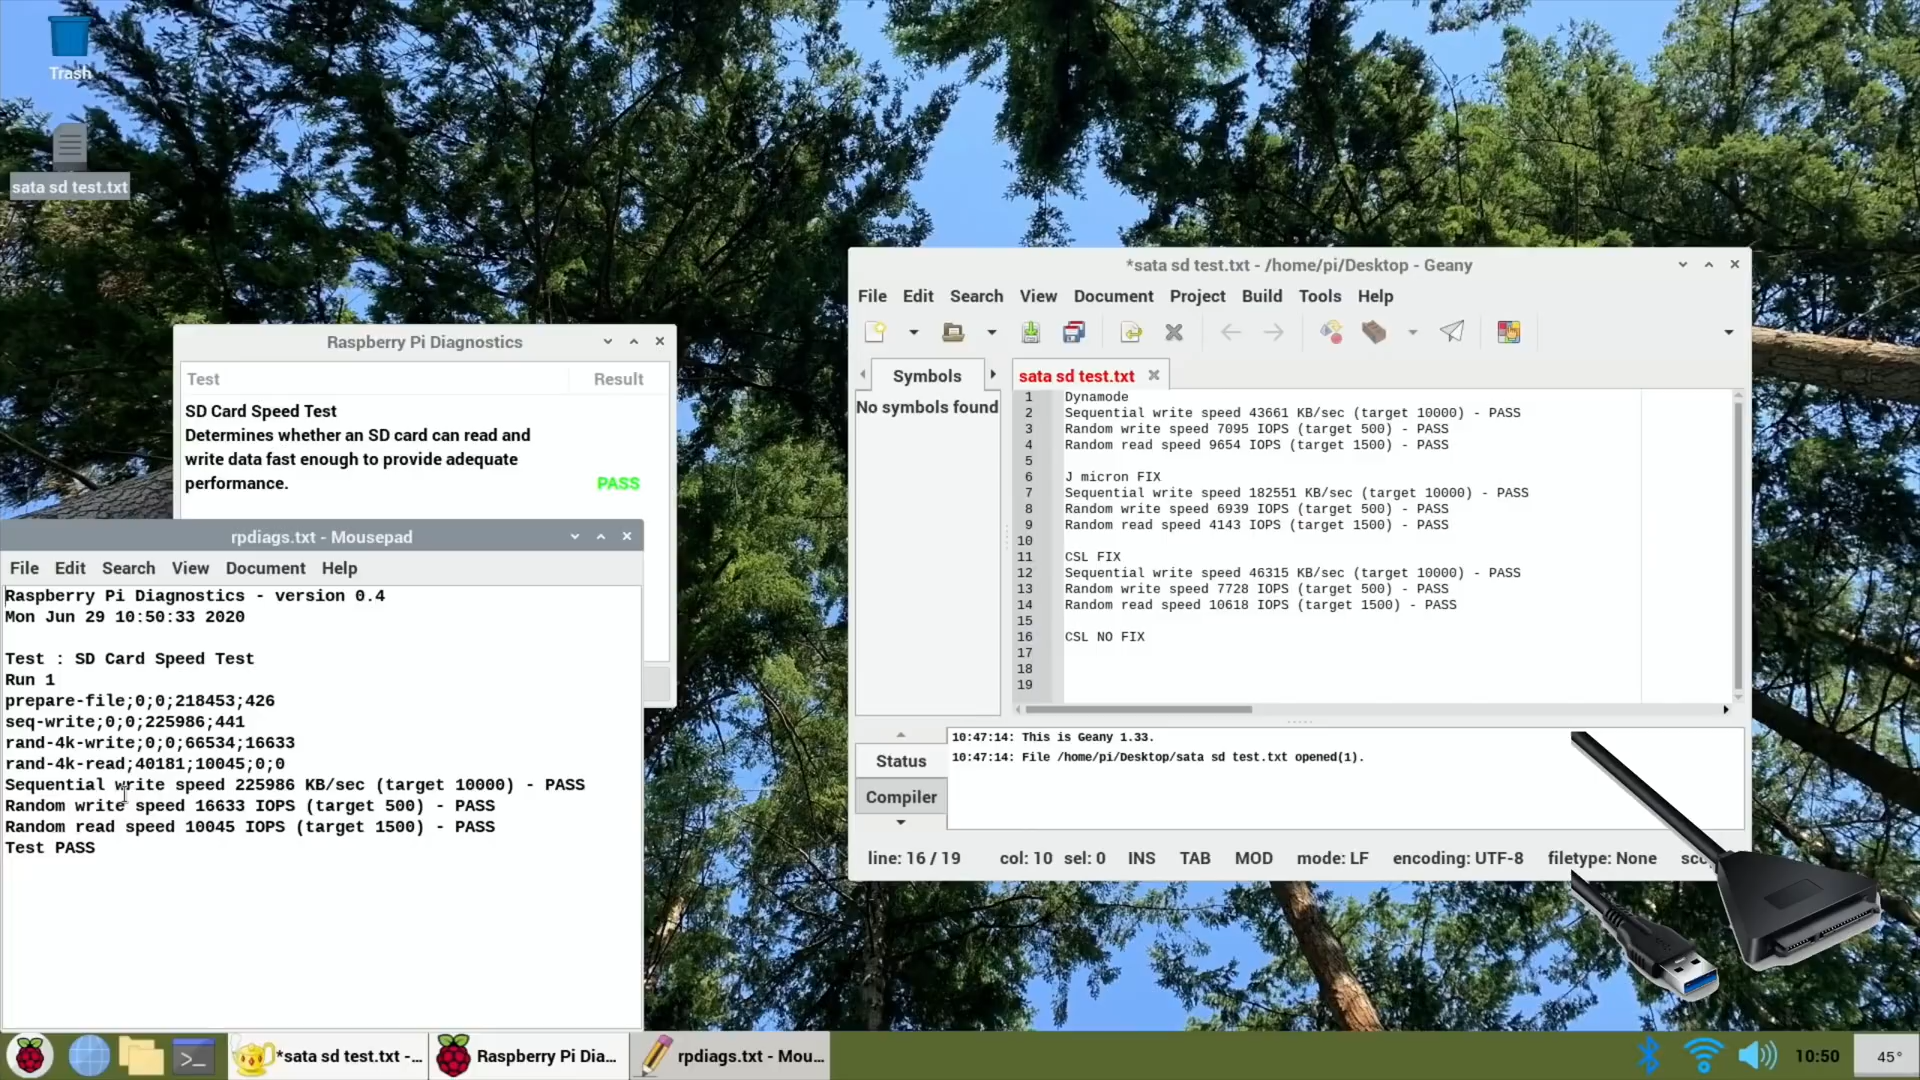 Trash
sata sd test.txt
Raspberry Pi Diagnostics
Test Result
SD Card Speed Test
Determines whether an SD card can read and
write data fast enough to provide adequate
performance. PASS
rpdiags.txt - Mousepad
File Edit Search View Document Help
Raspberry Pi Diagnostics - version 0.4
Mon Jun 29 10:50:33 2020
Test : SD Card Speed Test
Run 1
prepare-file;0;0;218453;426
seq-write;0;0;225986;441
rand-4k-write;0;0;66534;16633
rand-4k-read;40181;10045;0;0
Sequential write speed 225986 KB/sec (target 10000) - PASS
Random write speed 16633 IOPS (target 500) - PASS
Random read speed 10045 IOPS (target 1500) - PASS
Test PASS
*sata sd test.txt - /home/pi/Desktop - Geany
File Edit Search View Document Project Build Tools Help
Symbols
No symbols found
sata sd test.txt
1 Dynamode
2 Sequential write speed 43661 KB/sec (target 10000) - PASS
3 Random write speed 7095 IOPS (target 500) - PASS
4 Random read speed 9654 IOPS (target 1500) - PASS
5
6 J micron FIX
7 Sequential write speed 182551 KB/sec (target 10000) - PASS
8 Random write speed 6939 IOPS (target 500) - PASS
9 Random read speed 4143 IOPS (target 1500) - PASS
10
11 CSL FIX
12 Sequential write speed 46315 KB/sec (target 10000) - PASS
13 Random write speed 7728 IOPS (target 500) - PASS
14 Random read speed 10618 IOPS (target 1500) - PASS
15
16 CSL NO FIX
17
18
19
Status
Compiler
10:47:14: This is Geany 1.33.
10:47:14: File /home/pi/Desktop/sata sd test.txt opened(1).
line: 16 / 19 col: 10 sel: 0 INS TAB MOD mode: LF encoding: UTF-8 filetype: None
*sata sd test.txt -...
Raspberry Pi Dia...
rpdiags.txt - Mou...
10:50
45°